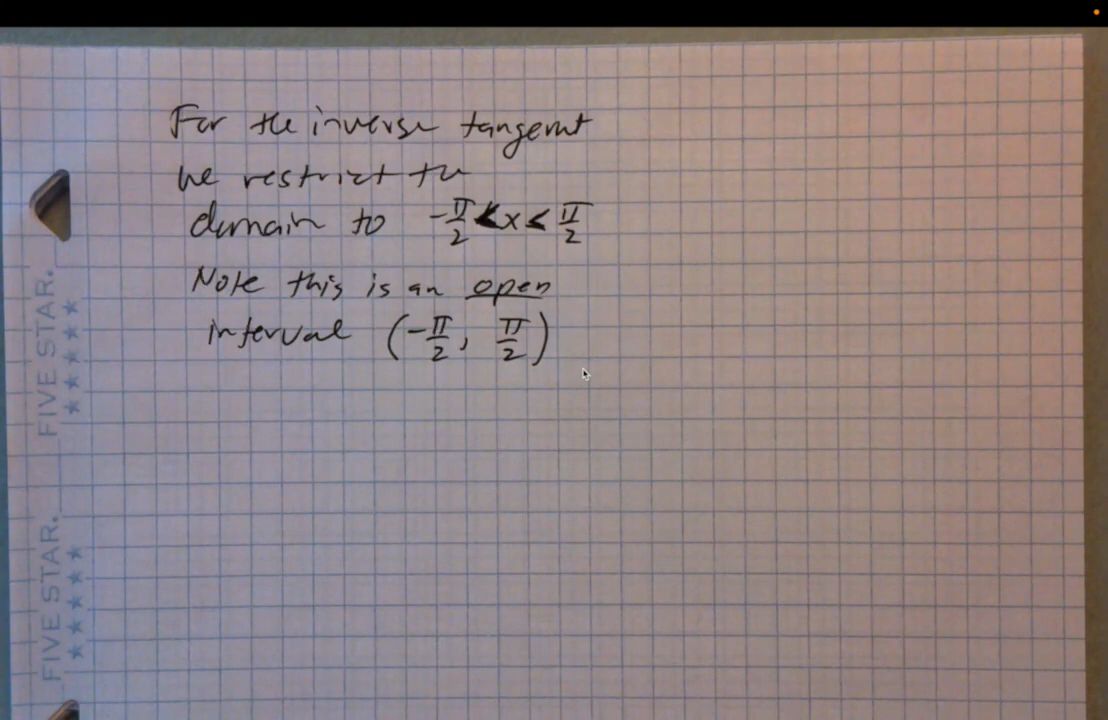 For the inverse tangent
we restrict the
domain to -π/2 < x < π/2
Note this is an open
interval (-π/2, π/2)
FIVE STAR.
FIVE STAR.